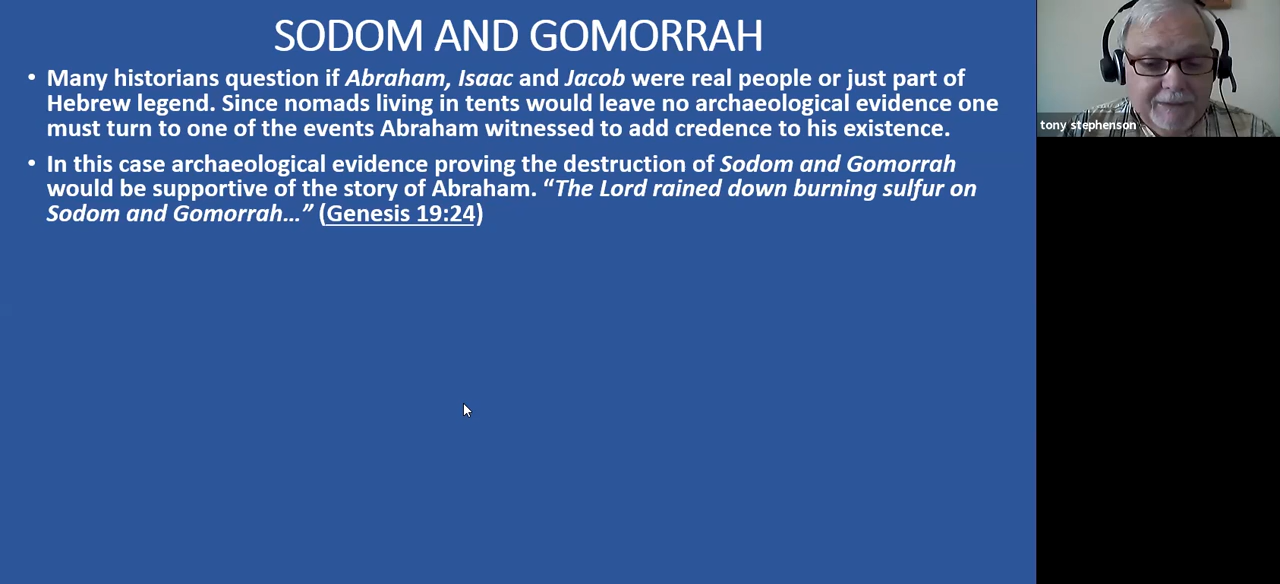 SODOM AND GOMORRAH
• Many historians question if Abraham, Isaac and Jacob were real people or just part of
Hebrew legend. Since nomads living in tents would leave no archaeological evidence one
must turn to one of the events Abraham witnessed to add credence to his existence.
• In this case archaeological evidence proving the destruction of Sodom and Gomorrah
would be supportive of the story of Abraham. “The Lord rained down burning sulfur on
Sodom and Gomorrah…” (Genesis 19:24)
tony stephenson